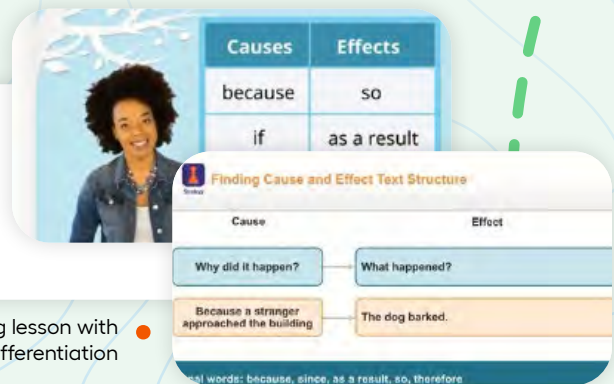 Causes Effects
because so
if as a result
Finding Cause and Effect Text Structure
Cause Effect
Why did it happen? What happened?
Because a stranger
approached the building
The dog barked.
words: because, since, as a result, so, therefore
lesson with